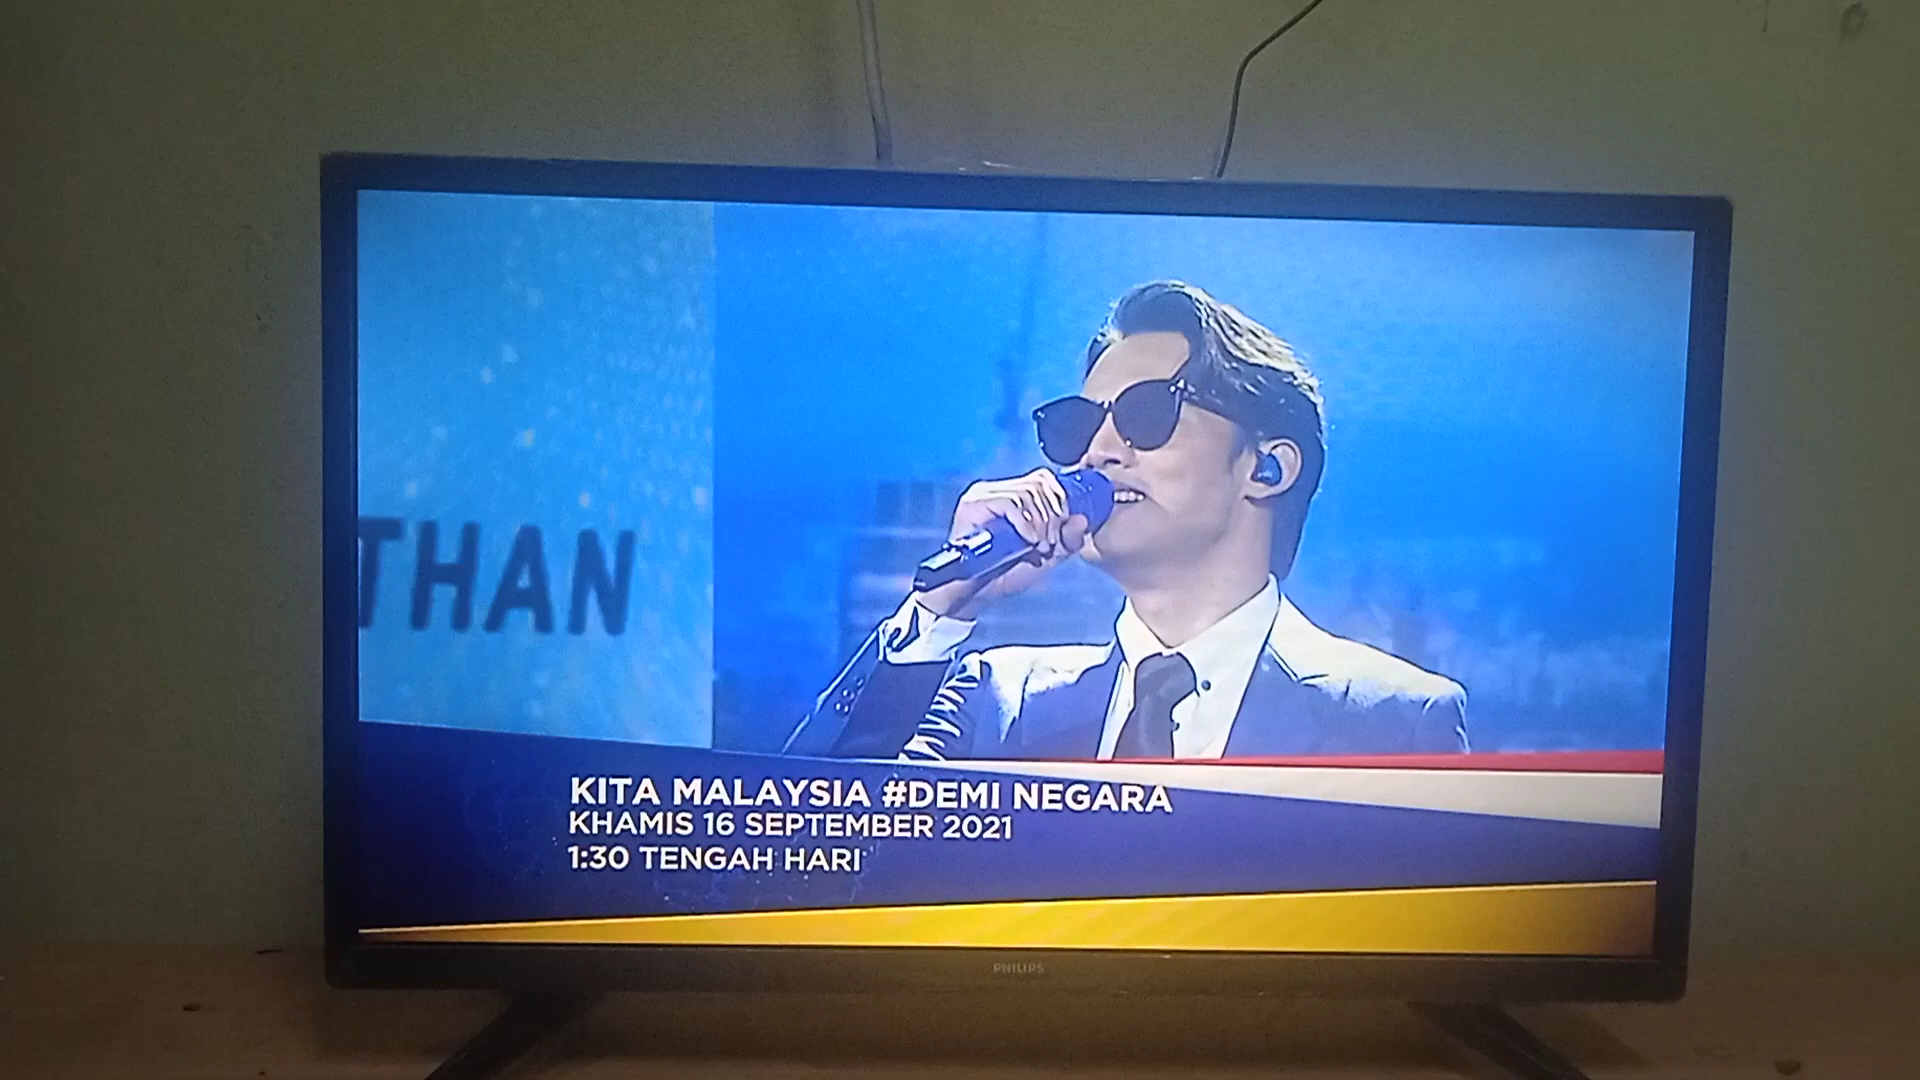 THAN
KITA MALAYSIA #DEMI NEGARA
KHAMIS 16 SEPTEMBER 2021
1:30 TENGAH HARI
PHILIPS